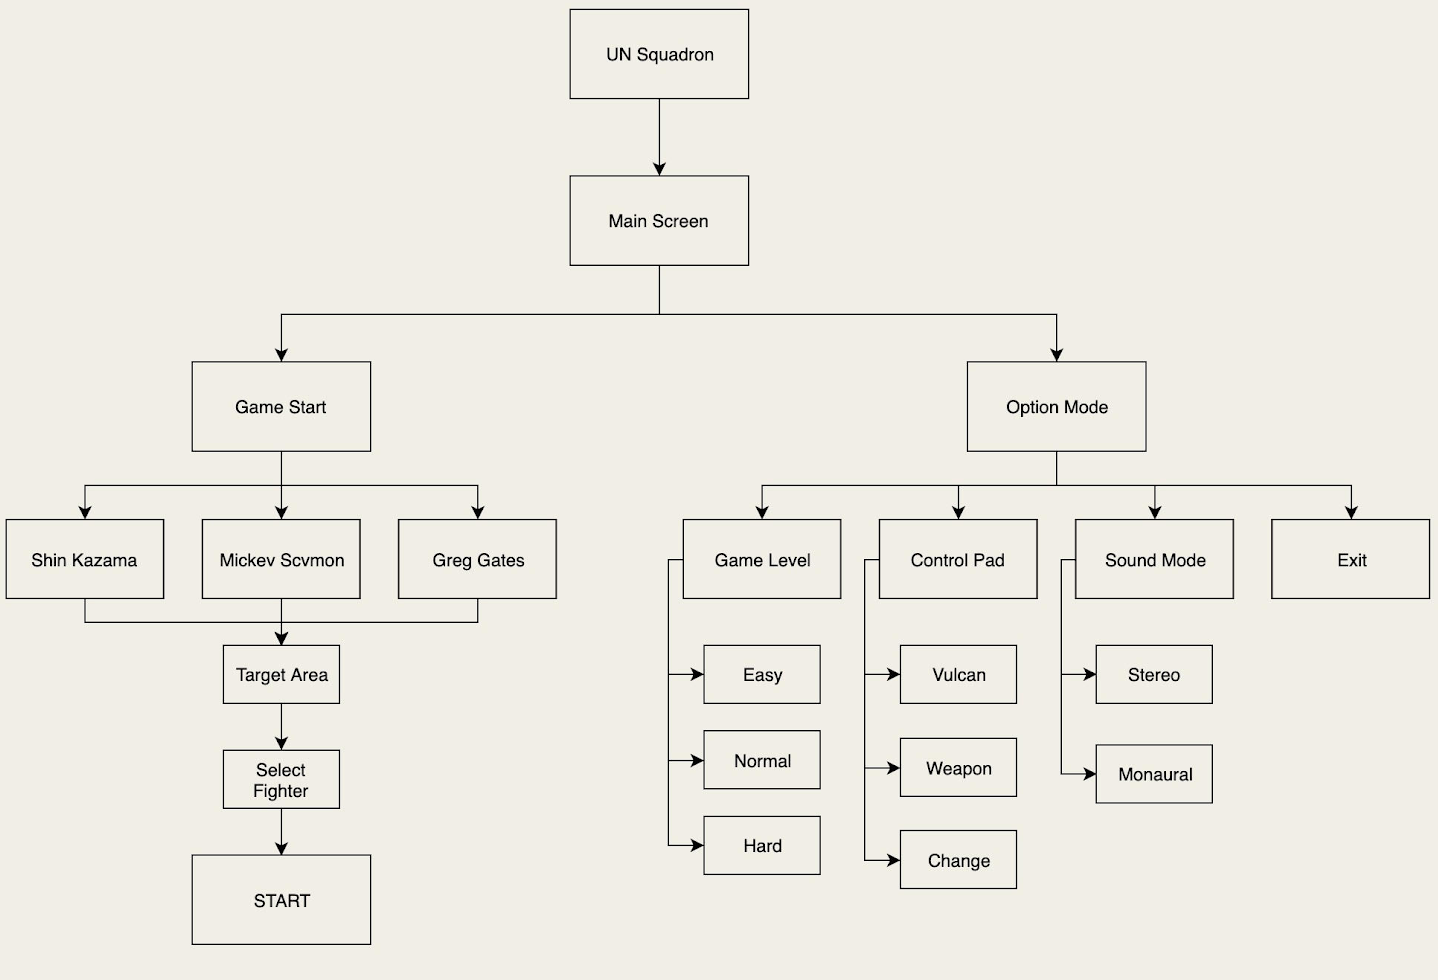 UN Squadron
Main Screen
Game Start
Option Mode
Shin Kazama
Mickev Scvmon
Greg Gates
Game Level
Control Pad
Sound Mode
Exit
Target Area
Easy
Vulcan
Stereo
Select
Fighter
Normal
Weapon
Monaural
Hard
Change
START